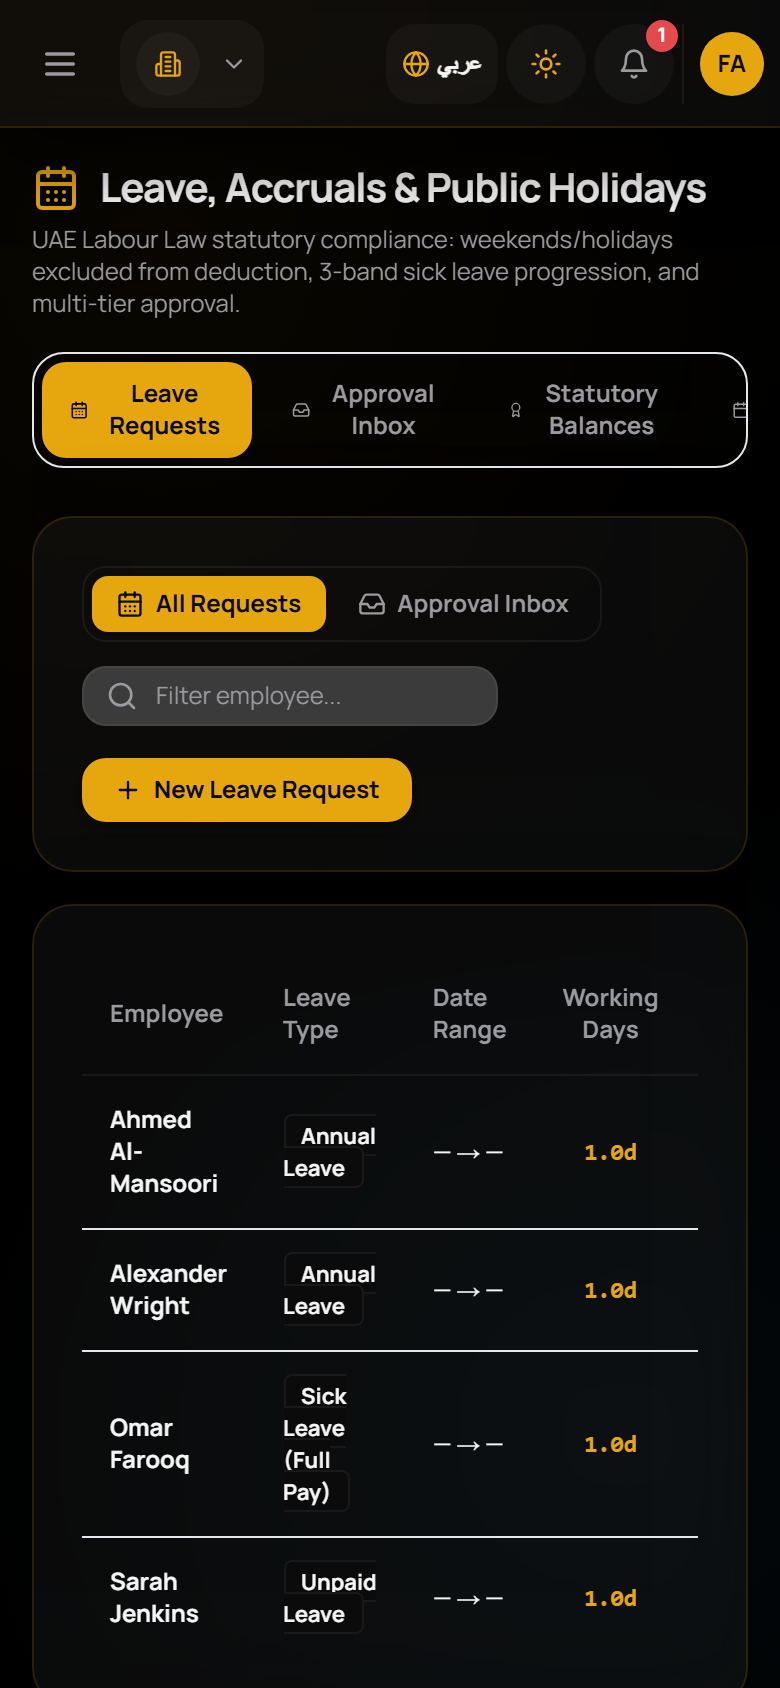 عربي
1
FA
Leave, Accruals & Public Holidays
UAE Labour Law statutory compliance: weekends/holidays
excluded from deduction, 3-band sick leave progression, and
multi-tier approval.
Leave
Requests
Approval
Inbox
Statutory
Balances
All Requests
Approval Inbox
Filter employee...
+ New Leave Request
Employee
Leave
Type
Date
Range
Working
Days
Ahmed
Al-
Mansoori
Annual
Leave
— → —
1.0d
Alexander
Wright
Annual
Leave
— → —
1.0d
Omar
Farooq
Sick
Leave
(Full
Pay)
— → —
1.0d
Sarah
Jenkins
Unpaid
Leave
— → —
1.0d